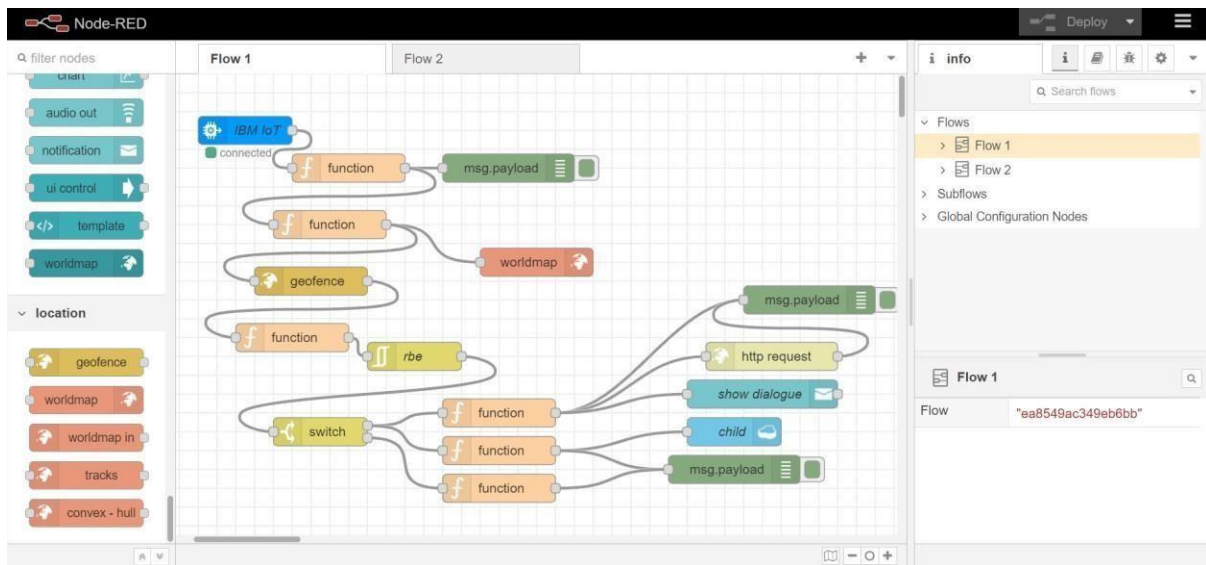 Node-RED
Deploy
filter nodes
chart
audio out
notification
ui control
</> template
worldmap
location
geofence
worldmap
worldmap in
tracks
convex - hull
Flow 1
Flow 2
IBM IoT
connected
function
msg.payload
function
worldmap
geofence
msg.payload
function
http request
rbe
show dialogue
function
switch
child
function
msg.payload
function
i info
i
Search flows
Flows
Flow 1
Flow 2
Subflows
Global Configuration Nodes
Flow 1
Flow "ea8549ac349eb6bb"